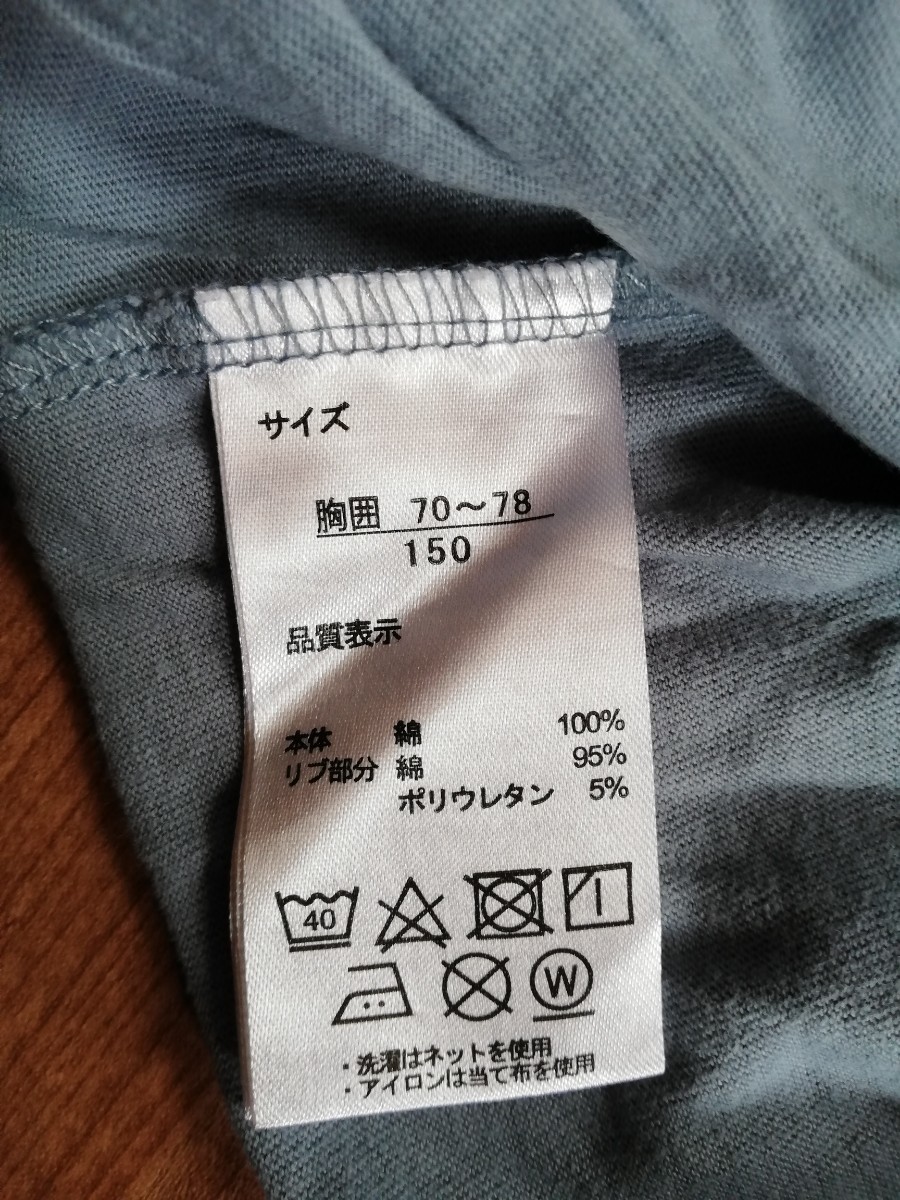 サイズ
胸囲 70～78
150
品質表示
本体 綿 100%
リブ部分 綿 95%
ポリウレタン 5%
40
W
・洗濯はネットを使用
・アイロンは当て布を使用